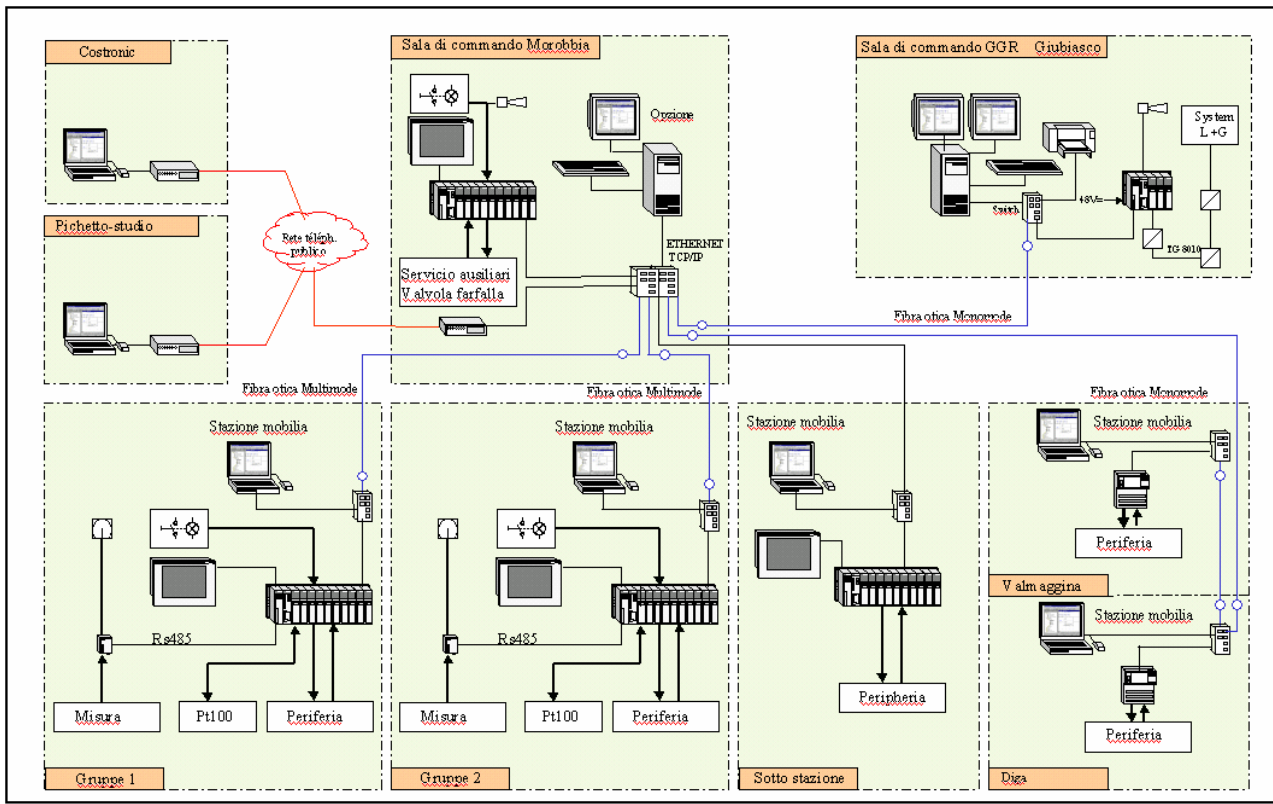 Costronic
Sala di commando Morobbia
Sala di commando GGR Giubiasco
Opzione
System
L +G
Switch
48V=
TG 8010
Pichetto-studio
Rete téléph.
publico
ETHERNET
TCP/IP
Servicio ausiliari
Valvola farfalla
Fibra otica Monomode
Fibra otica Multimode
Fibra otica Multimode
Fibra otica Monomode
Stazione mobilia
Stazione mobilia
Stazione mobilia
Stazione mobilia
Periferia
Valmaggina
Stazione mobilia
Rs485
Rs485
Misura
Pt100
Periferia
Misura
Pt100
Periferia
Peripheria
Periferia
Gruppe 1
Gruppe 2
Sotto stazione
Diga